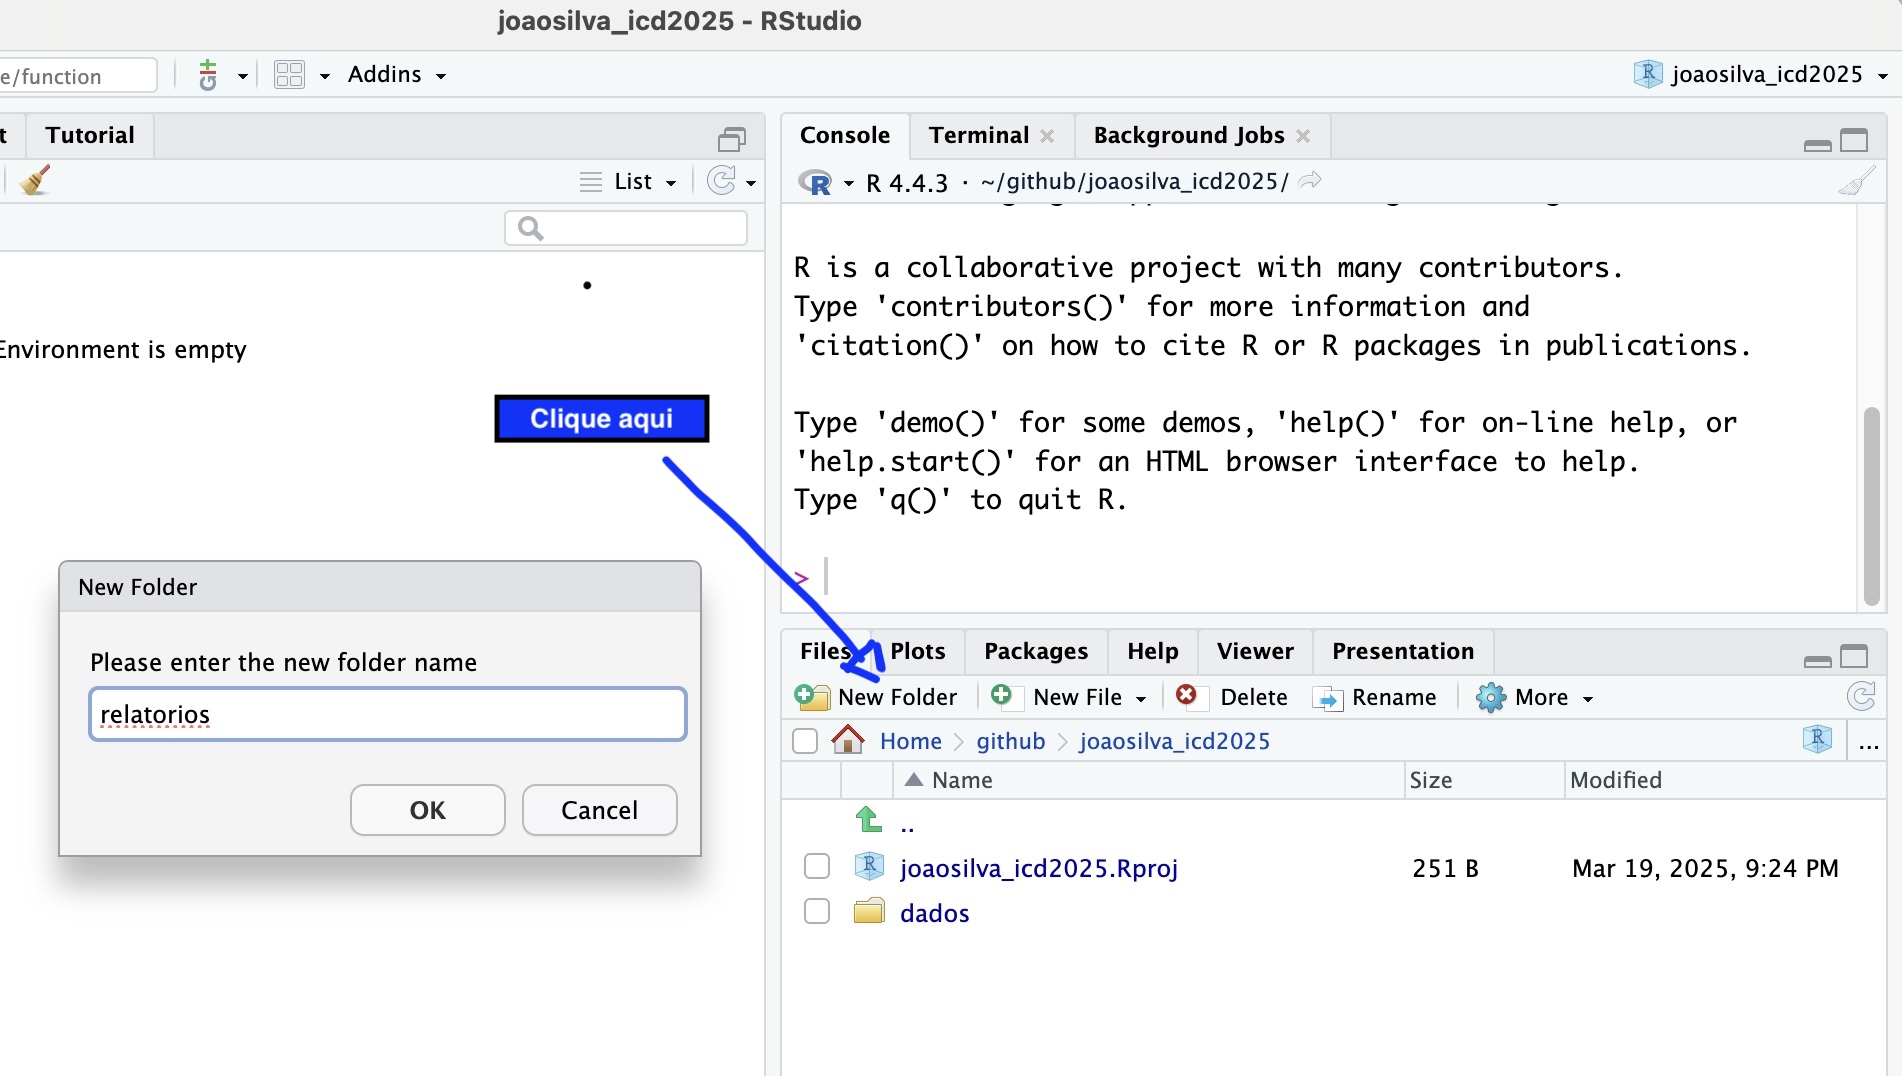 joaosilva_icd2025 - RStudio
e/function
Addins
joaosilva_icd2025
t
Tutorial
List
Environment is empty
Clique aqui
New Folder
Please enter the new folder name
relatorios
OK
Cancel
Console
Terminal
Background Jobs
R 4.4.3 · ~/github/joaosilva_icd2025/
R is a collaborative project with many contributors.
Type 'contributors()' for more information and
'citation()' on how to cite R or R packages in publications.
Type 'demo()' for some demos, 'help()' for on-line help, or
'help.start()' for an HTML browser interface to help.
Type 'q()' to quit R.
>
Files
Plots
Packages
Help
Viewer
Presentation
New Folder
New File
Delete
Rename
More
Home
github
joaosilva_icd2025
...
Name
Size
Modified
..
joaosilva_icd2025.Rproj
251 B
Mar 19, 2025, 9:24 PM
dados